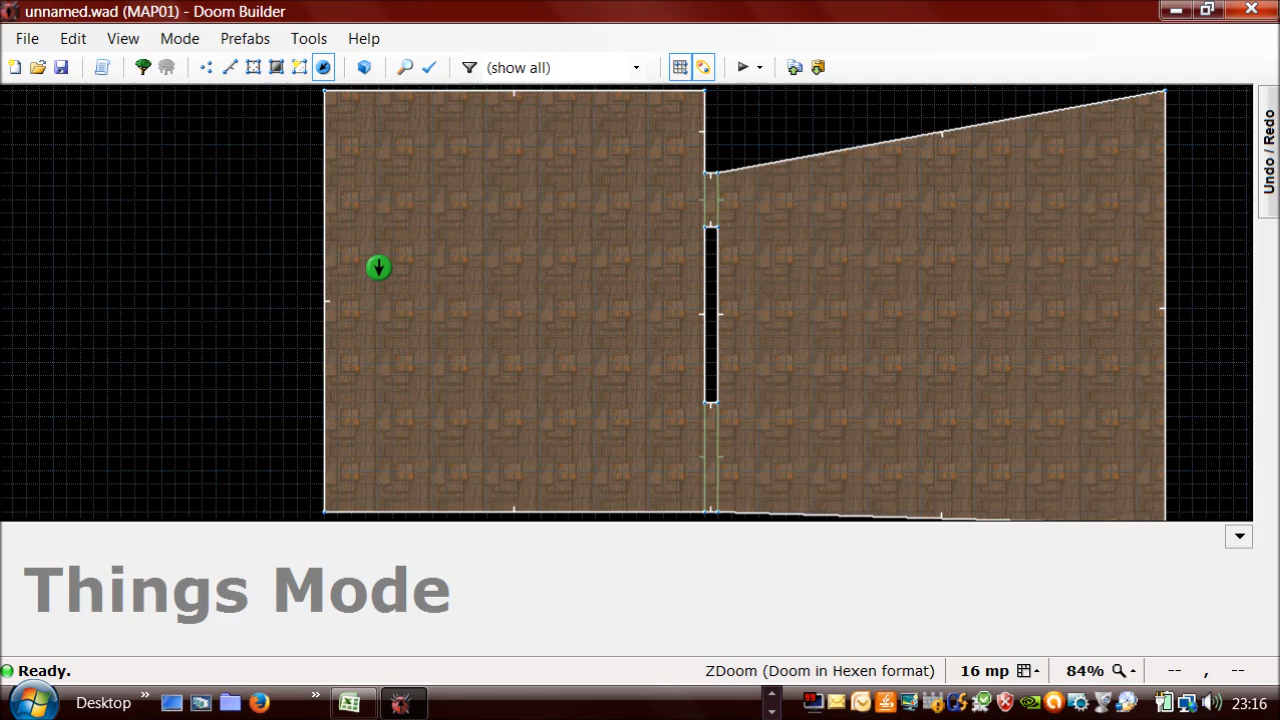 unnamed.wad (MAP01) - Doom Builder
File Edit View Mode Prefabs Tools Help
(show all)
Undo / Redo
Things Mode
Ready. ZDoom (Doom in Hexen format) 16 mp 84% -- , --
Desktop » » 23:16